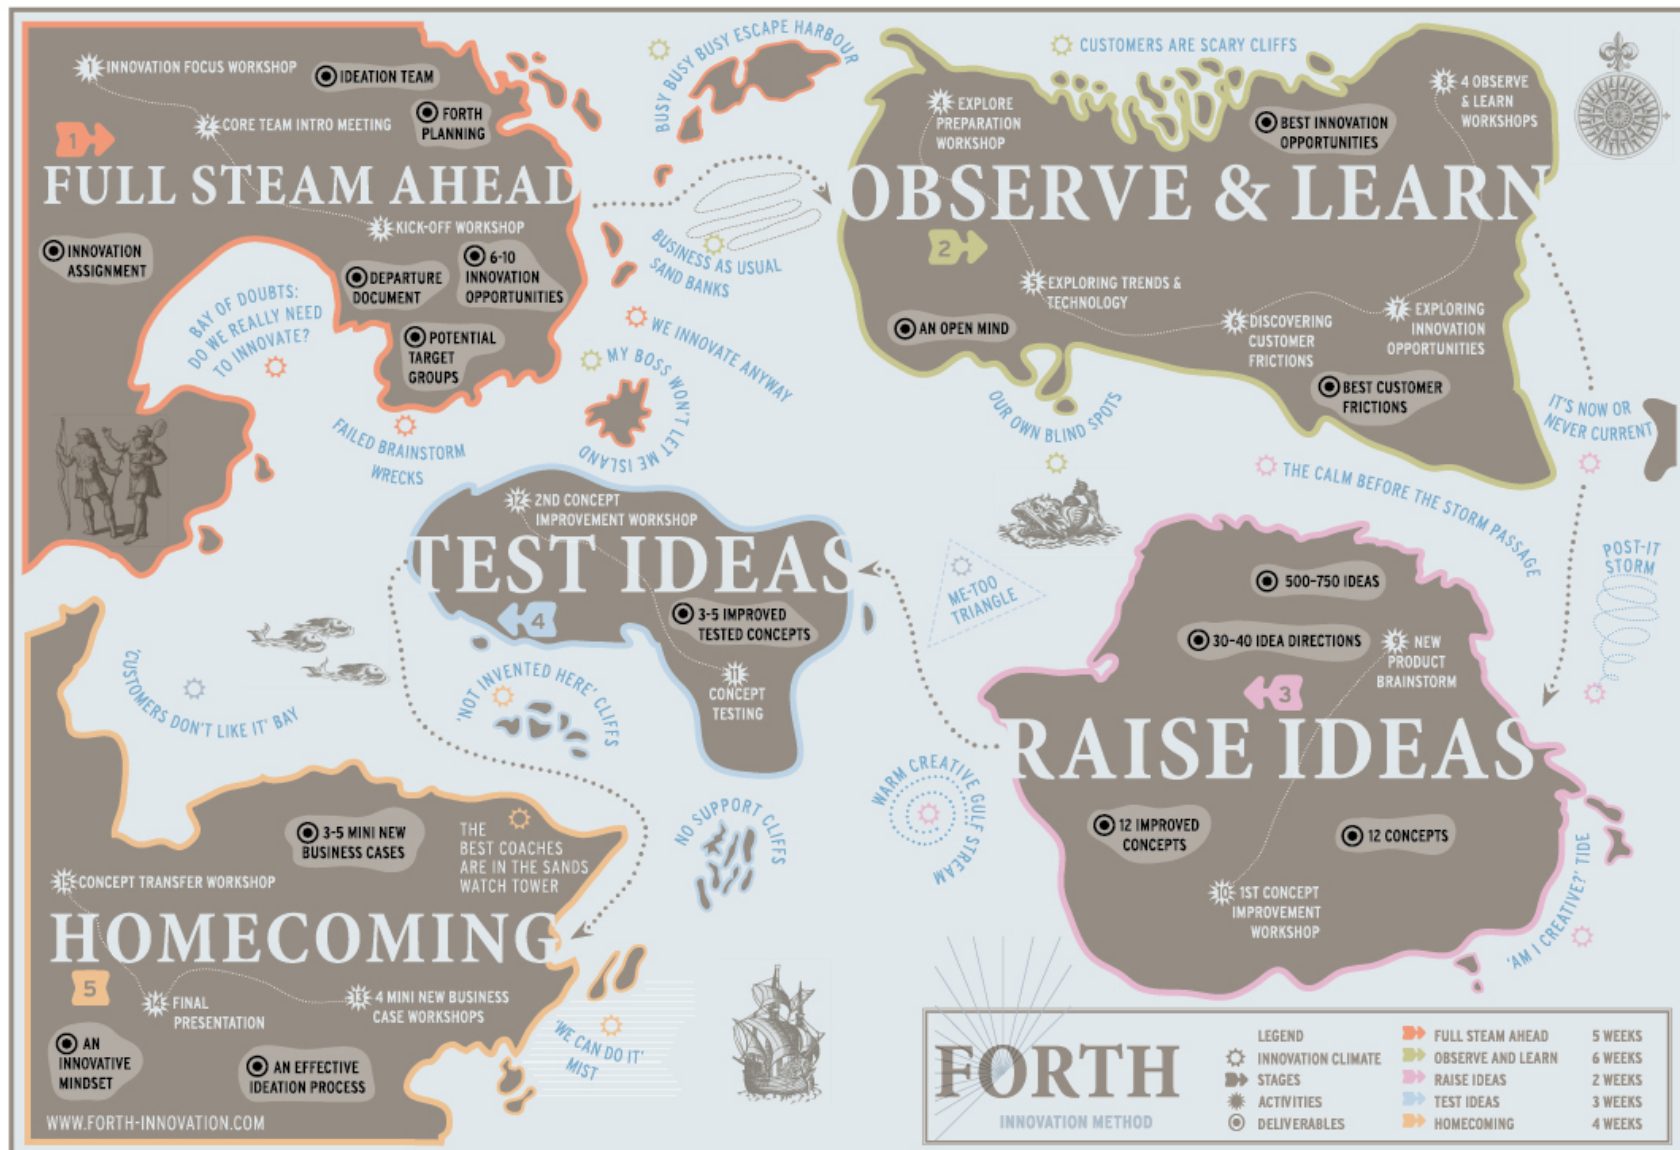 1
INNOVATION FOCUS WORKSHOP
IDEATION TEAM
2
CORE TEAM INTRO MEETING
FORTH
PLANNING
1
FULL STEAM AHEAD
3
KICK-OFF WORKSHOP
INNOVATION
ASSIGNMENT
DEPARTURE
DOCUMENT
6-10
INNOVATION
OPPORTUNITIES
POTENTIAL
TARGET
GROUPS
BAY OF DOUBTS:
DO WE REALLY NEED
TO INNOVATE?
FAILED BRAINSTORM
WRECKS
BUSY BUSY BUSY ESCAPE HARBOUR
BUSINESS AS USUAL
SAND BANKS
WE INNOVATE ANYWAY
MY BOSS WON'T LET ME ISLAND
CUSTOMERS ARE SCARY CLIFFS
4
EXPLORE
PREPARATION
WORKSHOP
BEST INNOVATION
OPPORTUNITIES
8
4 OBSERVE
& LEARN
WORKSHOPS
OBSERVE & LEARN
2
5
EXPLORING TRENDS &
TECHNOLOGY
AN OPEN MIND
6
DISCOVERING
CUSTOMER
FRICTIONS
7
EXPLORING
INNOVATION
OPPORTUNITIES
BEST CUSTOMER
FRICTIONS
OUR OWN BLIND SPOTS
IT'S NOW OR
NEVER CURRENT
THE CALM BEFORE THE STORM PASSAGE
POST-IT
STORM
ME-TOO
TRIANGLE
12
2ND CONCEPT
IMPROVEMENT WORKSHOP
TEST IDEAS
4
3-5 IMPROVED
TESTED CONCEPTS
11
CONCEPT
TESTING
'NOT INVENTED HERE' CLIFFS
'CUSTOMERS DON'T LIKE IT' BAY
NO SUPPORT CLIFFS
500-750 IDEAS
30-40 IDEA DIRECTIONS
9
NEW
PRODUCT
BRAINSTORM
3
RAISE IDEAS
12 IMPROVED
CONCEPTS
12 CONCEPTS
10
1ST CONCEPT
IMPROVEMENT
WORKSHOP
WARM CREATIVE GULF STREAM
'AM I CREATIVE?' TIDE
3-5 MINI NEW
BUSINESS CASES
THE
BEST COACHES
ARE IN THE SANDS
WATCH TOWER
15
CONCEPT TRANSFER WORKSHOP
HOMECOMING
5
14
FINAL
PRESENTATION
13
4 MINI NEW BUSINESS
CASE WORKSHOPS
AN
INNOVATIVE
MINDSET
AN EFFECTIVE
IDEATION PROCESS
'WE CAN DO IT'
MIST
WWW.FORTH-INNOVATION.COM
FORTH
INNOVATION METHOD
LEGEND
INNOVATION CLIMATE
STAGES
ACTIVITIES
DELIVERABLES
FULL STEAM AHEAD 5 WEEKS
OBSERVE AND LEARN 6 WEEKS
RAISE IDEAS 2 WEEKS
TEST IDEAS 3 WEEKS
HOMECOMING 4 WEEKS